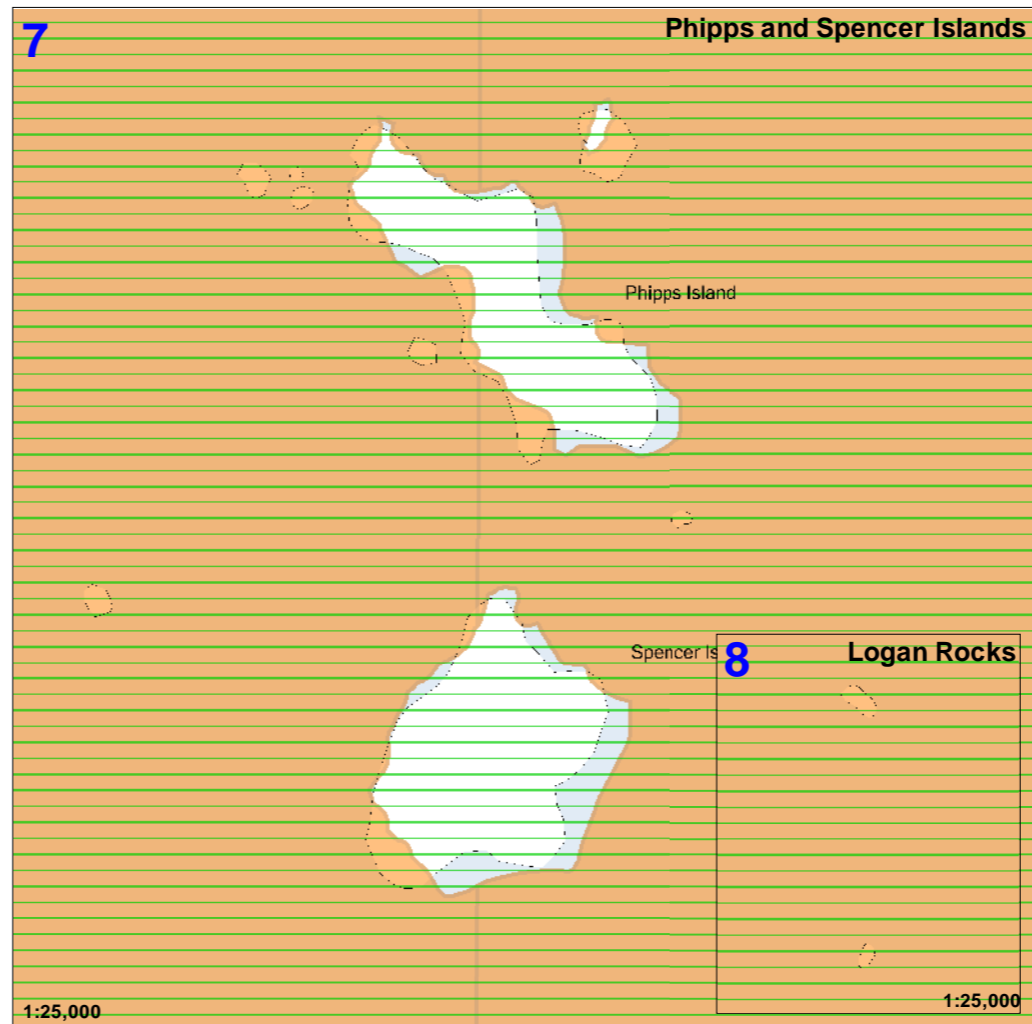 7
Phipps and Spencer Islands
Phipps Island
Spencer Is
8
Logan Rocks
1:25,000
1:25,000